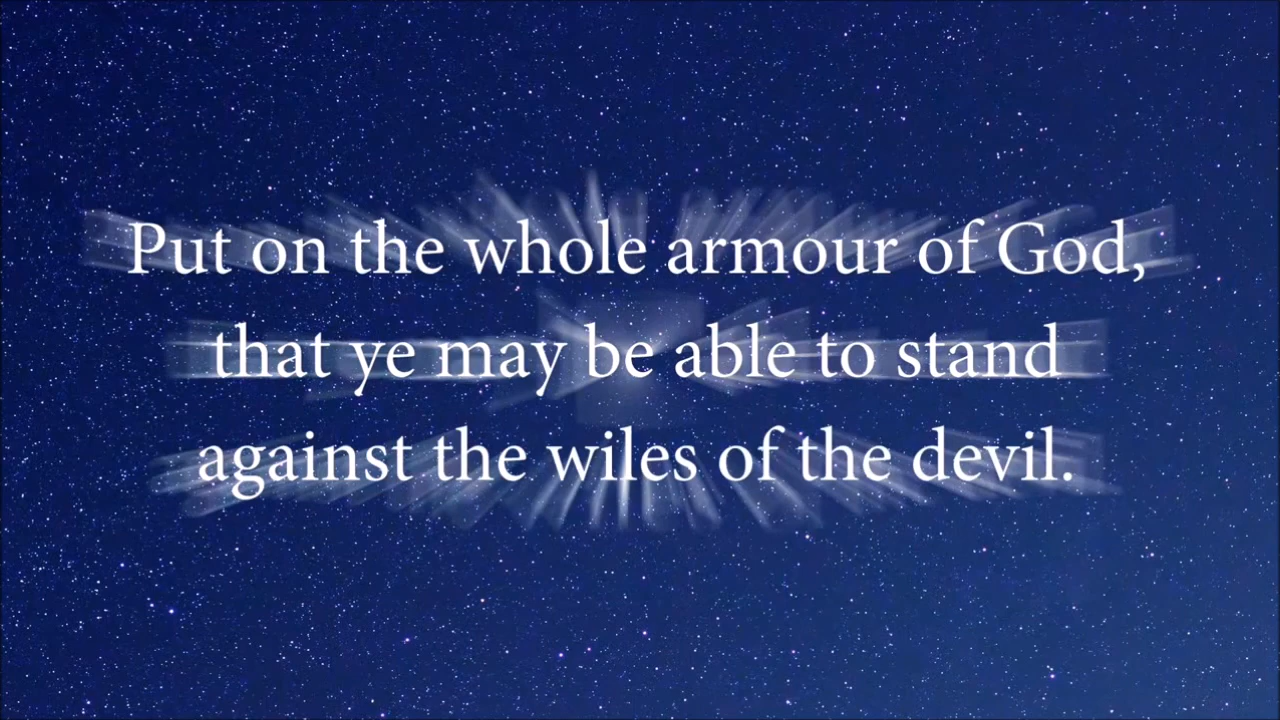 Put on the whole armour of God,
that ye may be able to stand
against the wiles of the devil.